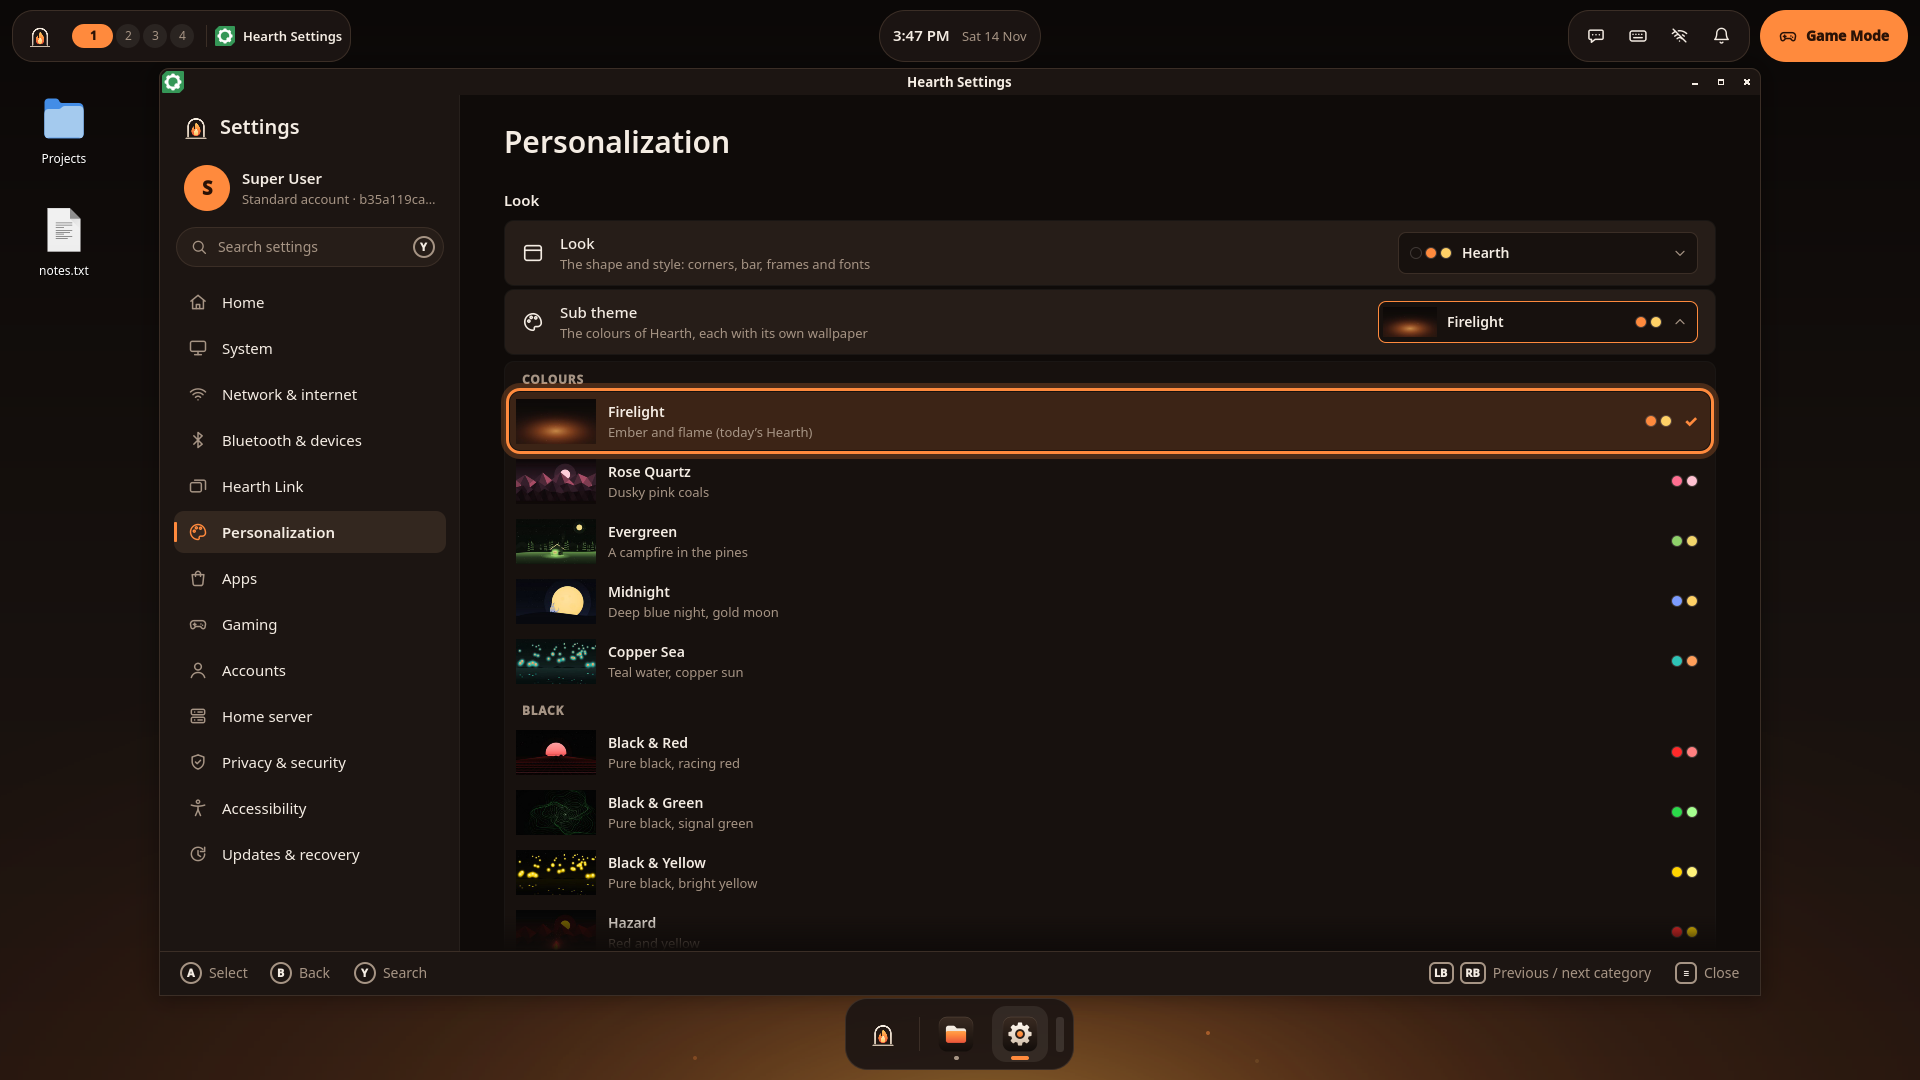 1 2 3 4 Hearth Settings
3:47 PM Sat 14 Nov
Game Mode
Projects
notes.txt
Hearth Settings
Settings
S
Super User
Standard account · b35a119ca...
Search settings Y
Home
System
Network & internet
Bluetooth & devices
Hearth Link
Personalization
Apps
Gaming
Accounts
Home server
Privacy & security
Accessibility
Updates & recovery
Personalization
Look
Look
The shape and style: corners, bar, frames and fonts
Hearth
Sub theme
The colours of Hearth, each with its own wallpaper
Firelight
COLOURS
Firelight
Ember and flame (today's Hearth)
Rose Quartz
Dusky pink coals
Evergreen
A campfire in the pines
Midnight
Deep blue night, gold moon
Copper Sea
Teal water, copper sun
BLACK
Black & Red
Pure black, racing red
Black & Green
Pure black, signal green
Black & Yellow
Pure black, bright yellow
Hazard
Red and yellow
A Select B Back Y Search
LB RB Previous / next category Close